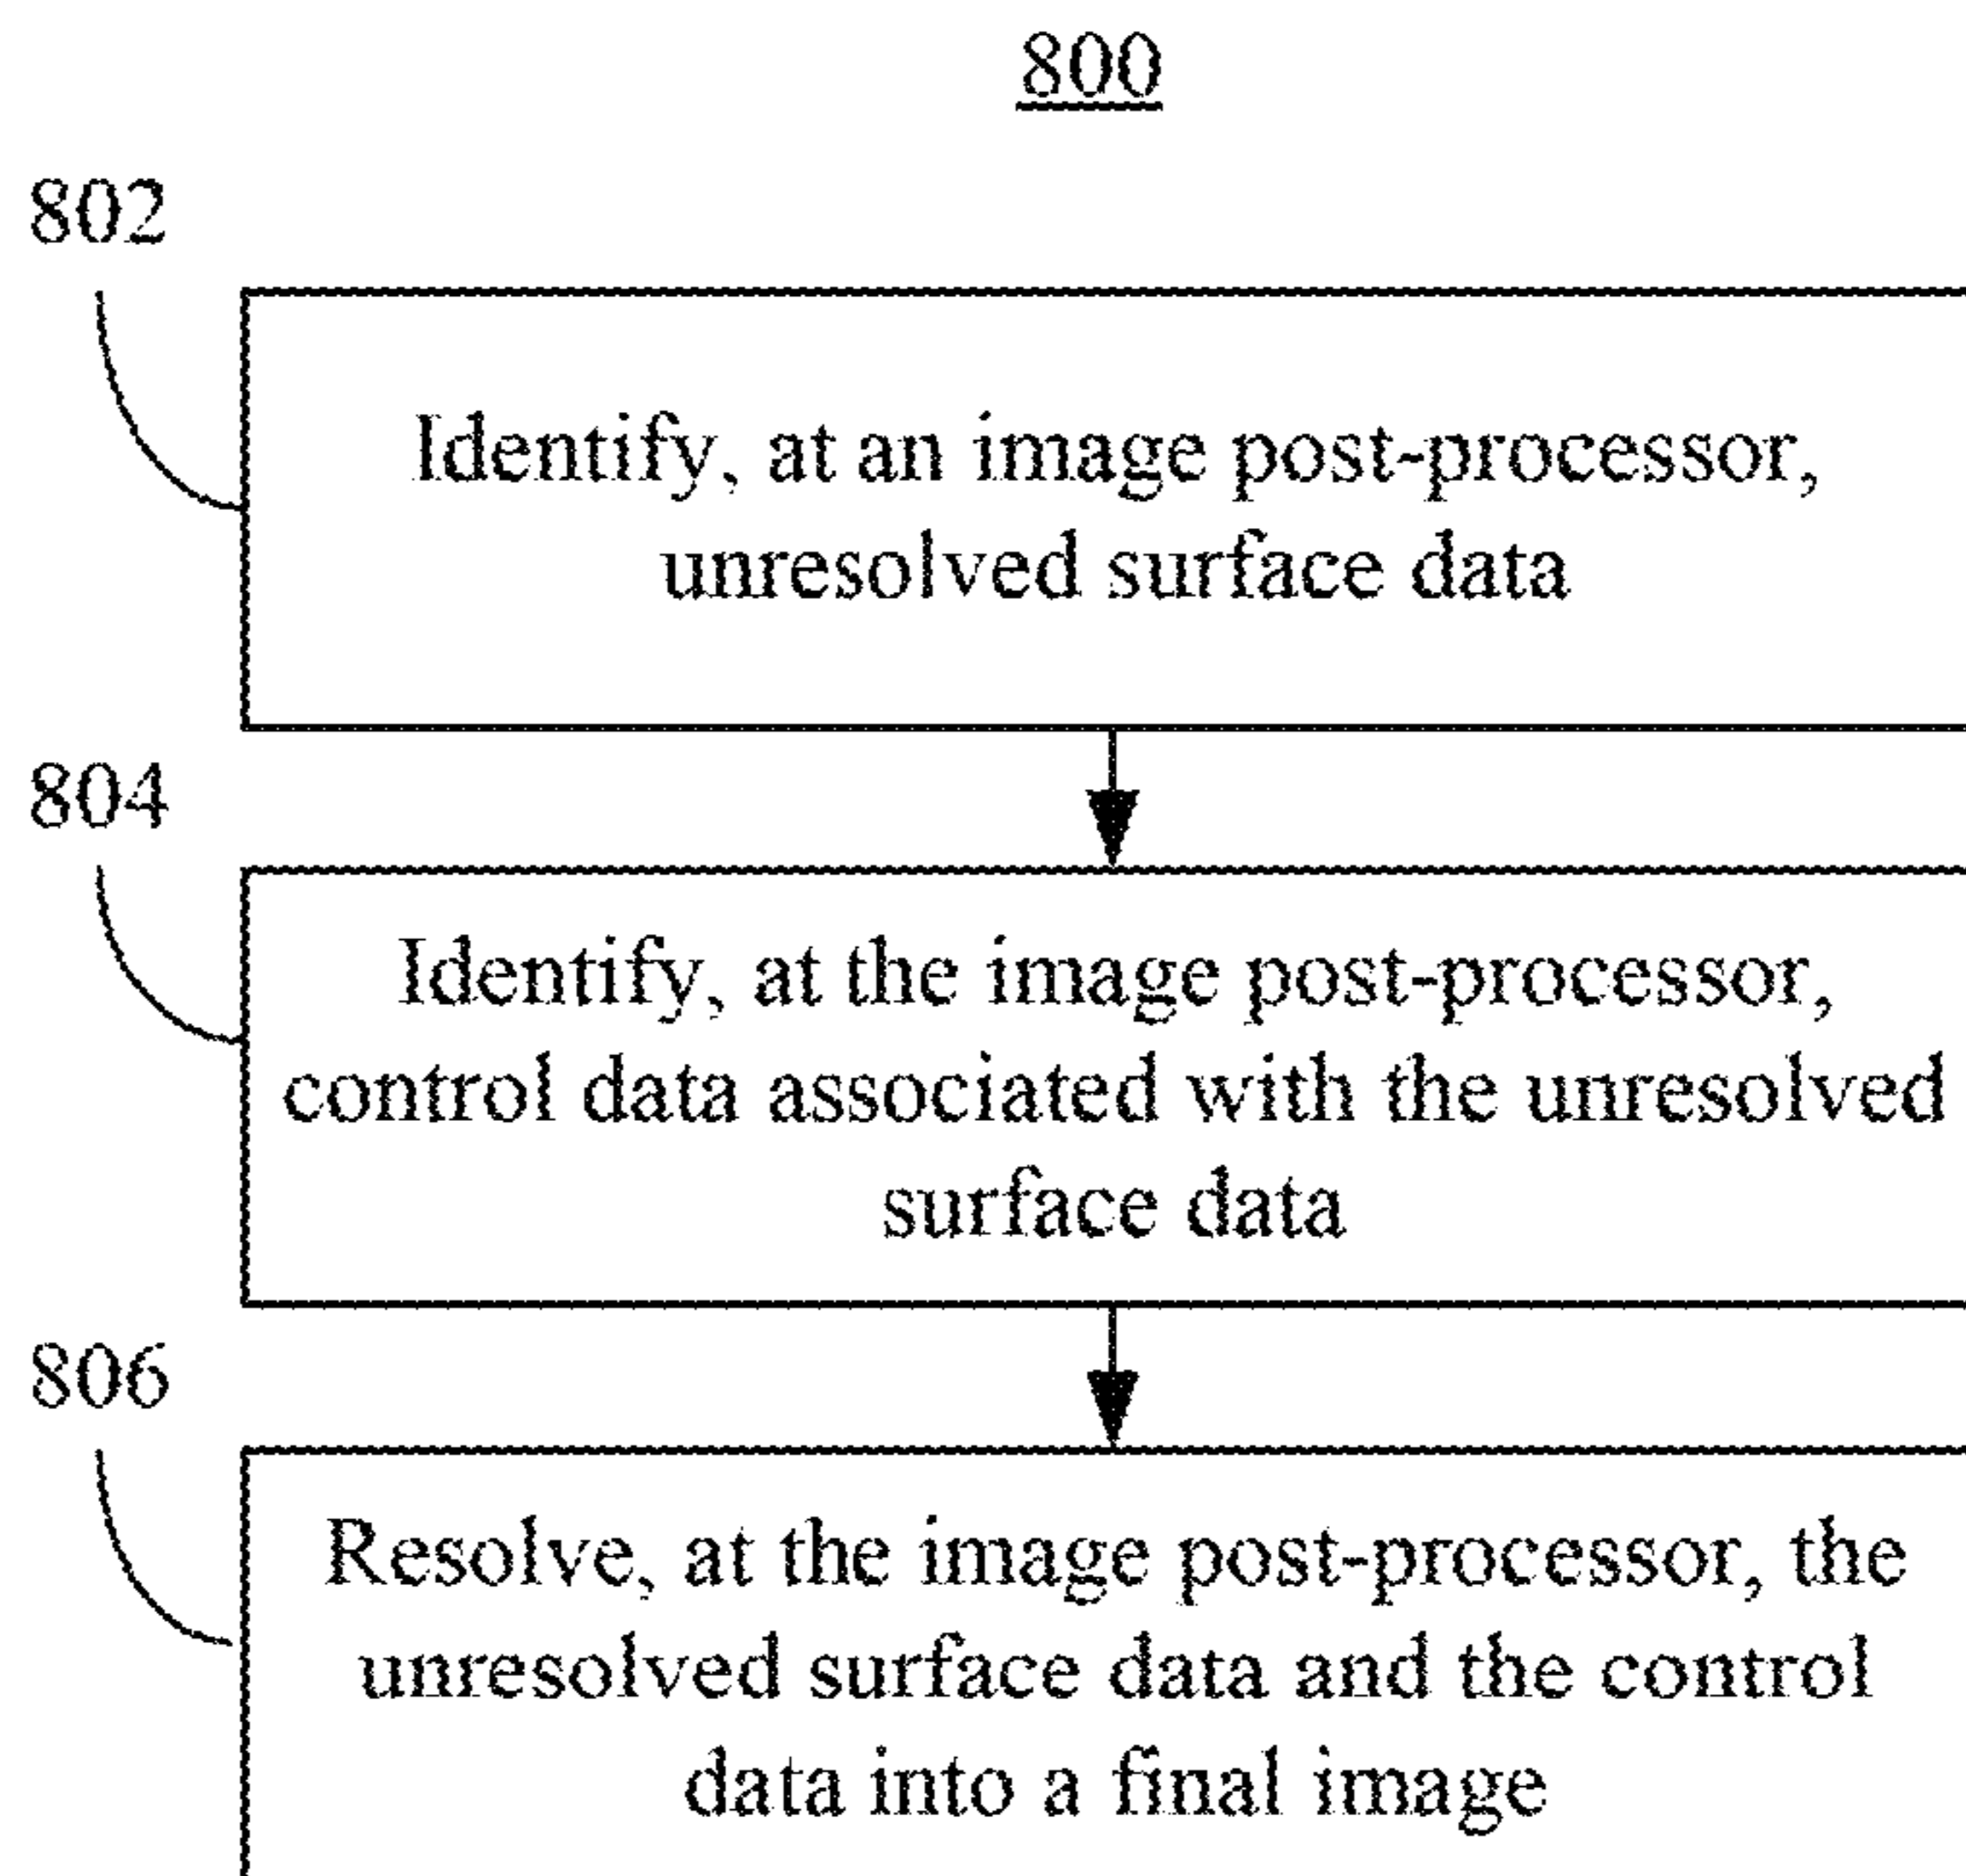 800
802
Identify, at an image post-processor,
unresolved surface data
804
Identify, at the image post-processor,
control data associated with the unresolved
surface data
806
Resolve, at the image post-processor, the
unresolved surface data and the control
data into a final image